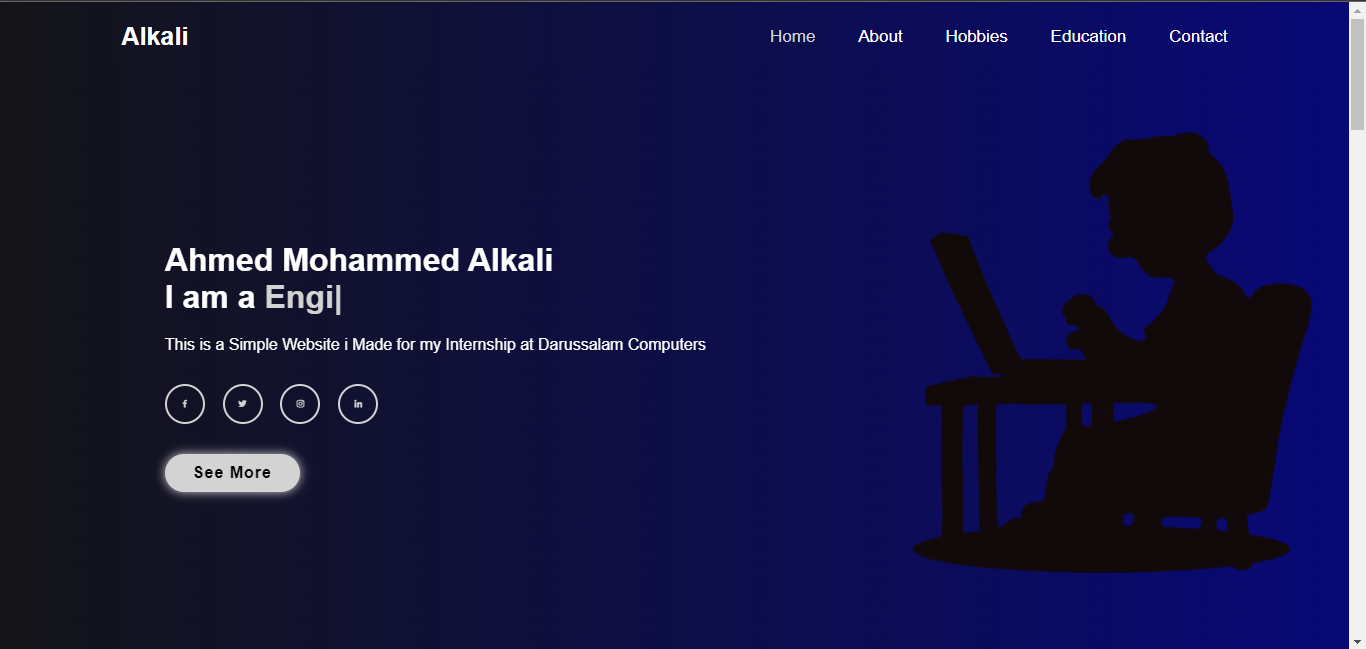 Alkali
Home About Hobbies Education Contact
Ahmed Mohammed Alkali
I am a Engi|
This is a Simple Website i Made for my Internship at Darussalam Computers
See More